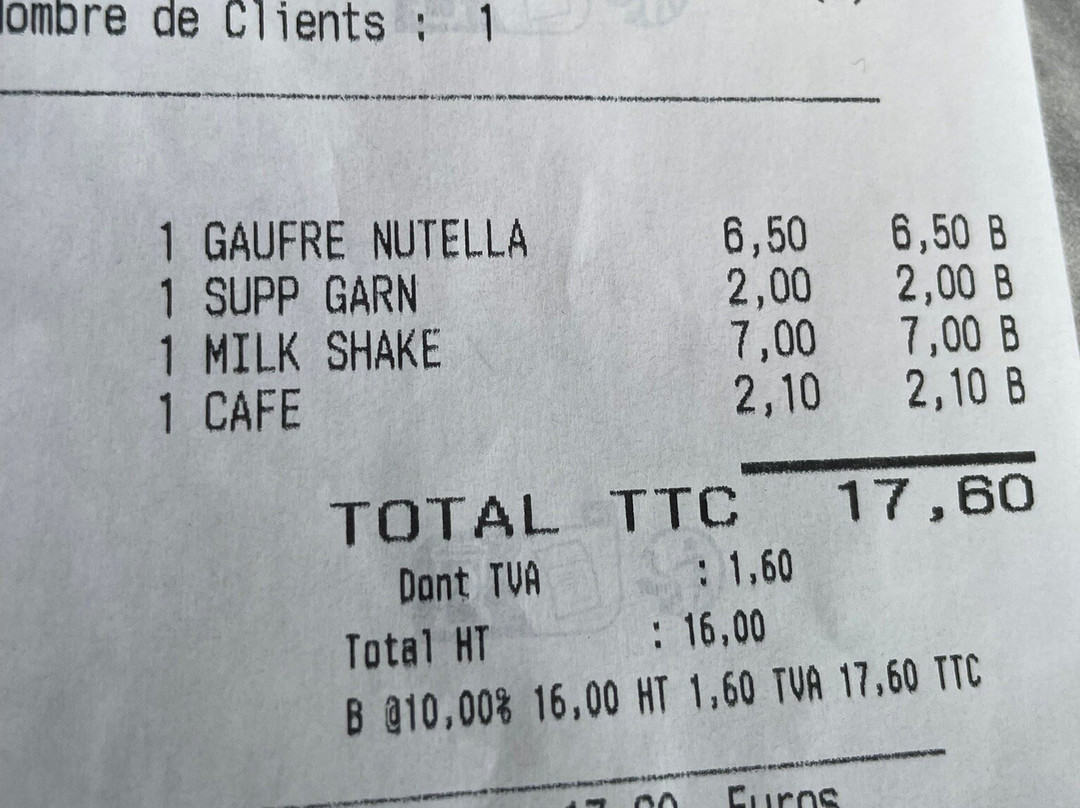 ombre de Clients : 1
1 GAUFRE NUTELLA 6,50 6,50 B
1 SUPP GARN 2,00 2,00 B
1 MILK SHAKE 7,00 7,00 B
1 CAFE 2,10 2,10 B
TOTAL TTC 17,60
Dont TVA : 1,60
Total HT : 16,00
B @10,00% 16,00 HT 1,60 TVA 17,60 TTC
Euros